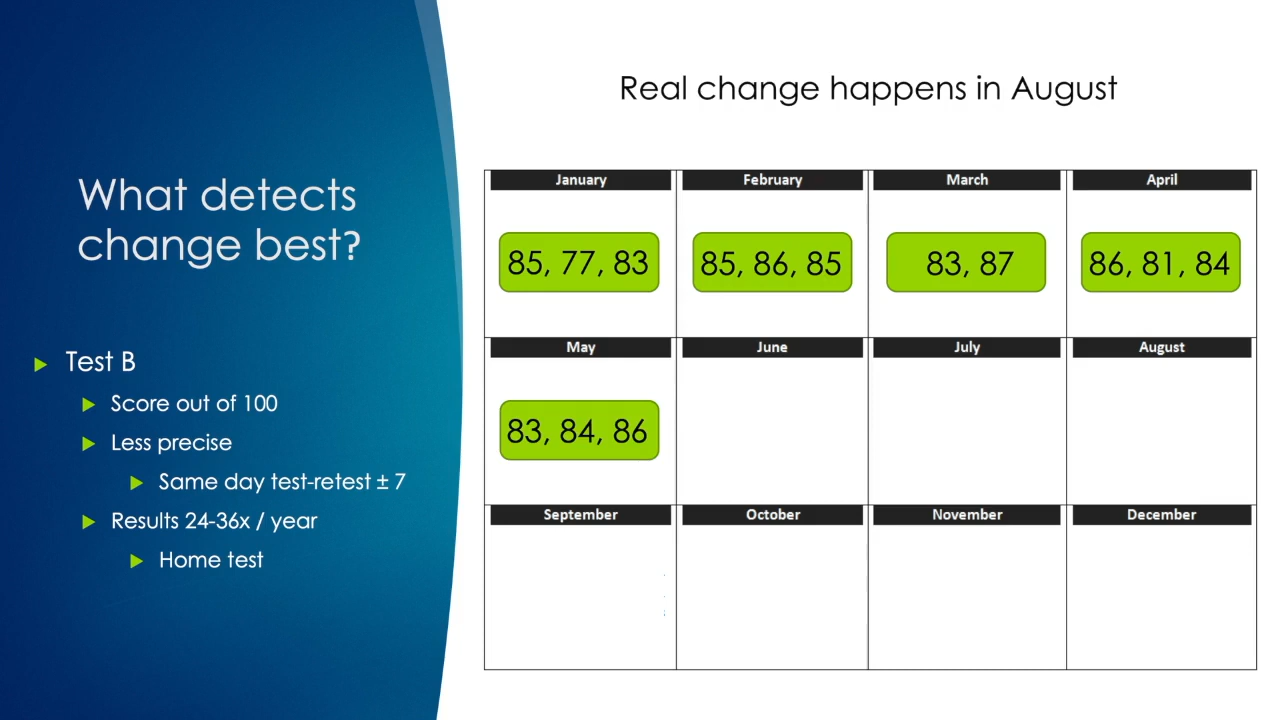 What detects
change best?
Test B
Score out of 100
Less precise
Same day test-retest ± 7
Results 24-36x / year
Home test
Real change happens in August
January
February
March
April
85, 77, 83
85, 86, 85
83, 87
86, 81, 84
May
June
July
August
83, 84, 86
September
October
November
December